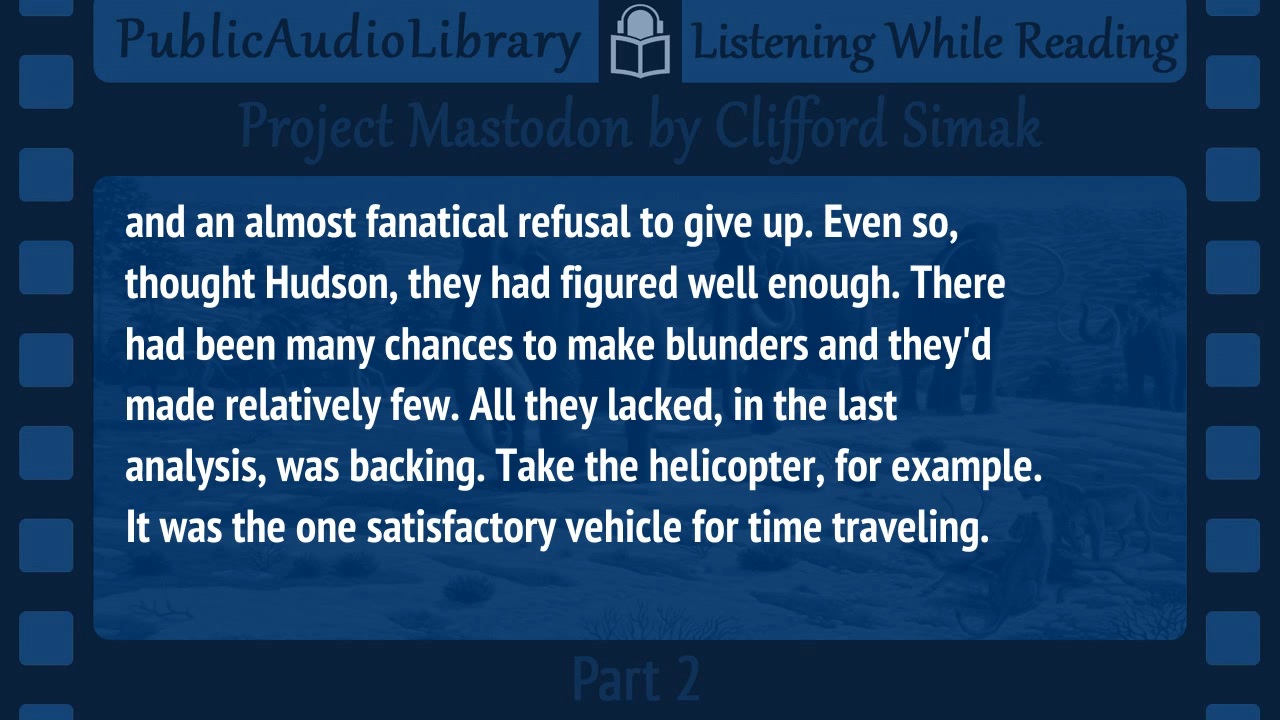 PublicAudioLibrary Listening While Reading
Project Mastodon by Clifford Simak
and an almost fanatical refusal to give up. Even so,
thought Hudson, they had figured well enough. There
had been many chances to make blunders and they'd
made relatively few. All they lacked, in the last
analysis, was backing. Take the helicopter, for example.
It was the one satisfactory vehicle for time traveling.
Part 2